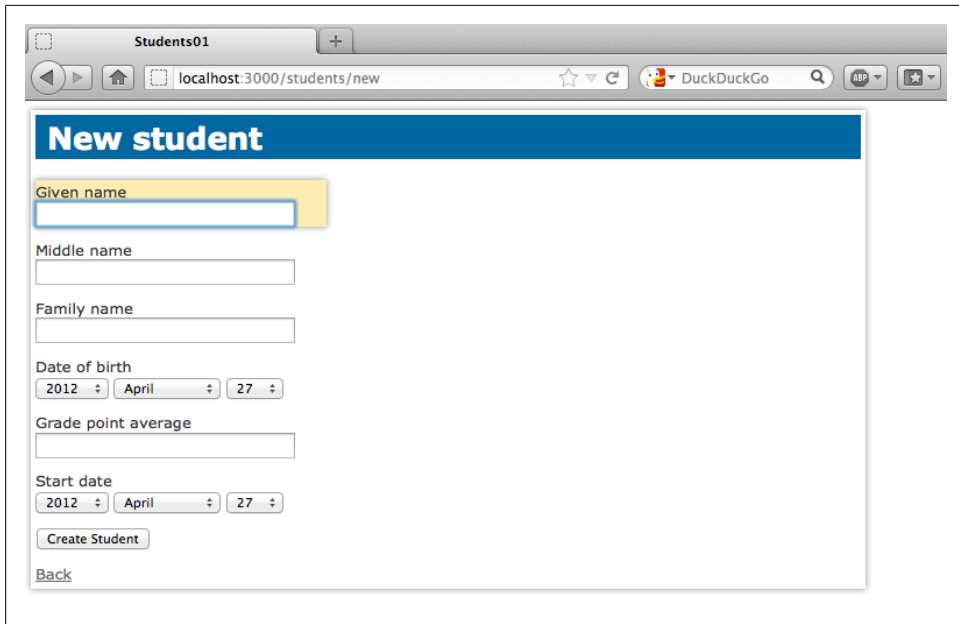 Students01
localhost:3000/students/new
DuckDuckGo
ABP
New student
Given name
Middle name
Family name
Date of birth
2012 April 27
Grade point average
Start date
2012 April 27
Create Student
Back